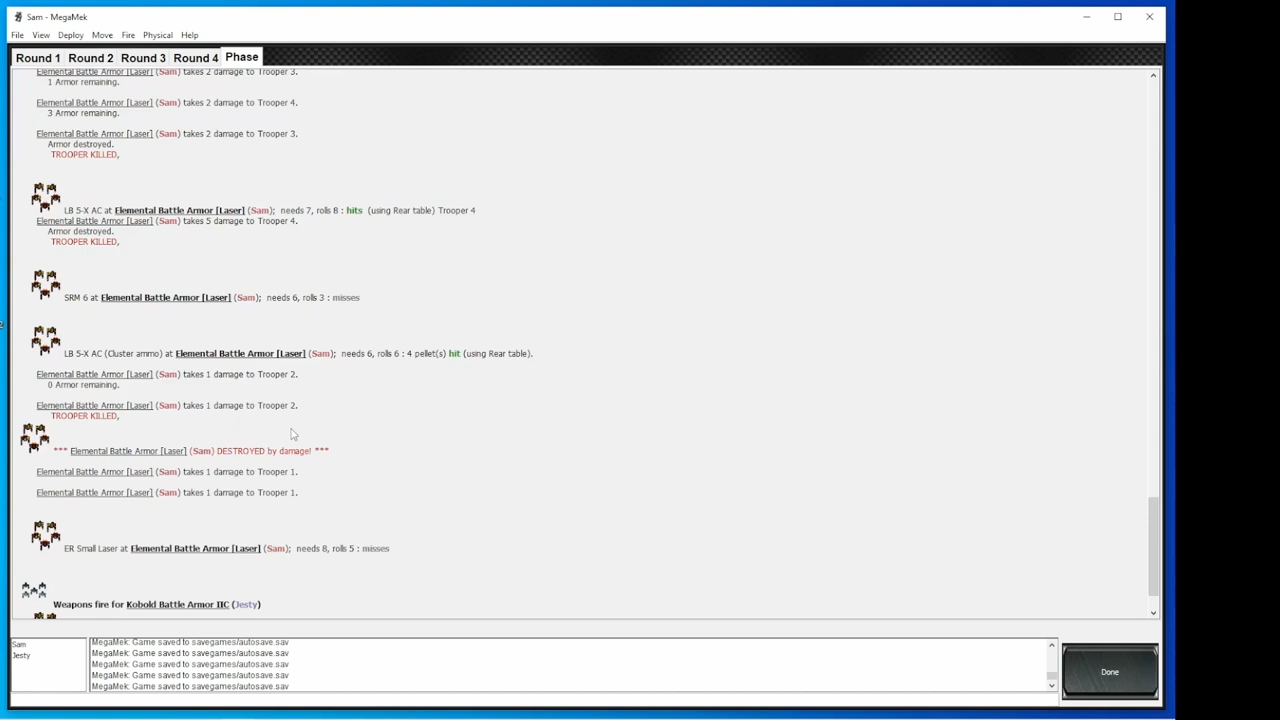 Sam - MegaMek
File View Deploy Move Fire Physical Help
Round 1 Round 2 Round 3 Round 4 Phase
Elemental Battle Armor [Laser] (Sam) takes 2 damage to Trooper 3.
1 Armor remaining.
Elemental Battle Armor [Laser] (Sam) takes 2 damage to Trooper 4.
3 Armor remaining.
Elemental Battle Armor [Laser] (Sam) takes 2 damage to Trooper 3.
Armor destroyed.
TROOPER KILLED,
LB 5-X AC at Elemental Battle Armor [Laser] (Sam); needs 7, rolls 8 : hits (using Rear table) Trooper 4
Elemental Battle Armor [Laser] (Sam) takes 5 damage to Trooper 4.
Armor destroyed.
TROOPER KILLED,
SRM 6 at Elemental Battle Armor [Laser] (Sam); needs 6, rolls 3 : misses
LB 5-X AC (Cluster ammo) at Elemental Battle Armor [Laser] (Sam); needs 6, rolls 6 : 4 pellet(s) hit (using Rear table).
Elemental Battle Armor [Laser] (Sam) takes 1 damage to Trooper 2.
0 Armor remaining.
Elemental Battle Armor [Laser] (Sam) takes 1 damage to Trooper 2.
TROOPER KILLED,
*** Elemental Battle Armor [Laser] (Sam) DESTROYED by damage! ***
Elemental Battle Armor [Laser] (Sam) takes 1 damage to Trooper 1.
Elemental Battle Armor [Laser] (Sam) takes 1 damage to Trooper 1.
ER Small Laser at Elemental Battle Armor [Laser] (Sam); needs 8, rolls 5 : misses
Weapons fire for Kobold Battle Armor IIC (Jesty)
Sam
Jesty
MegaMek: Game saved to savegames/autosave.sav
MegaMek: Game saved to savegames/autosave.sav
MegaMek: Game saved to savegames/autosave.sav
MegaMek: Game saved to savegames/autosave.sav
MegaMek: Game saved to savegames/autosave.sav
Done